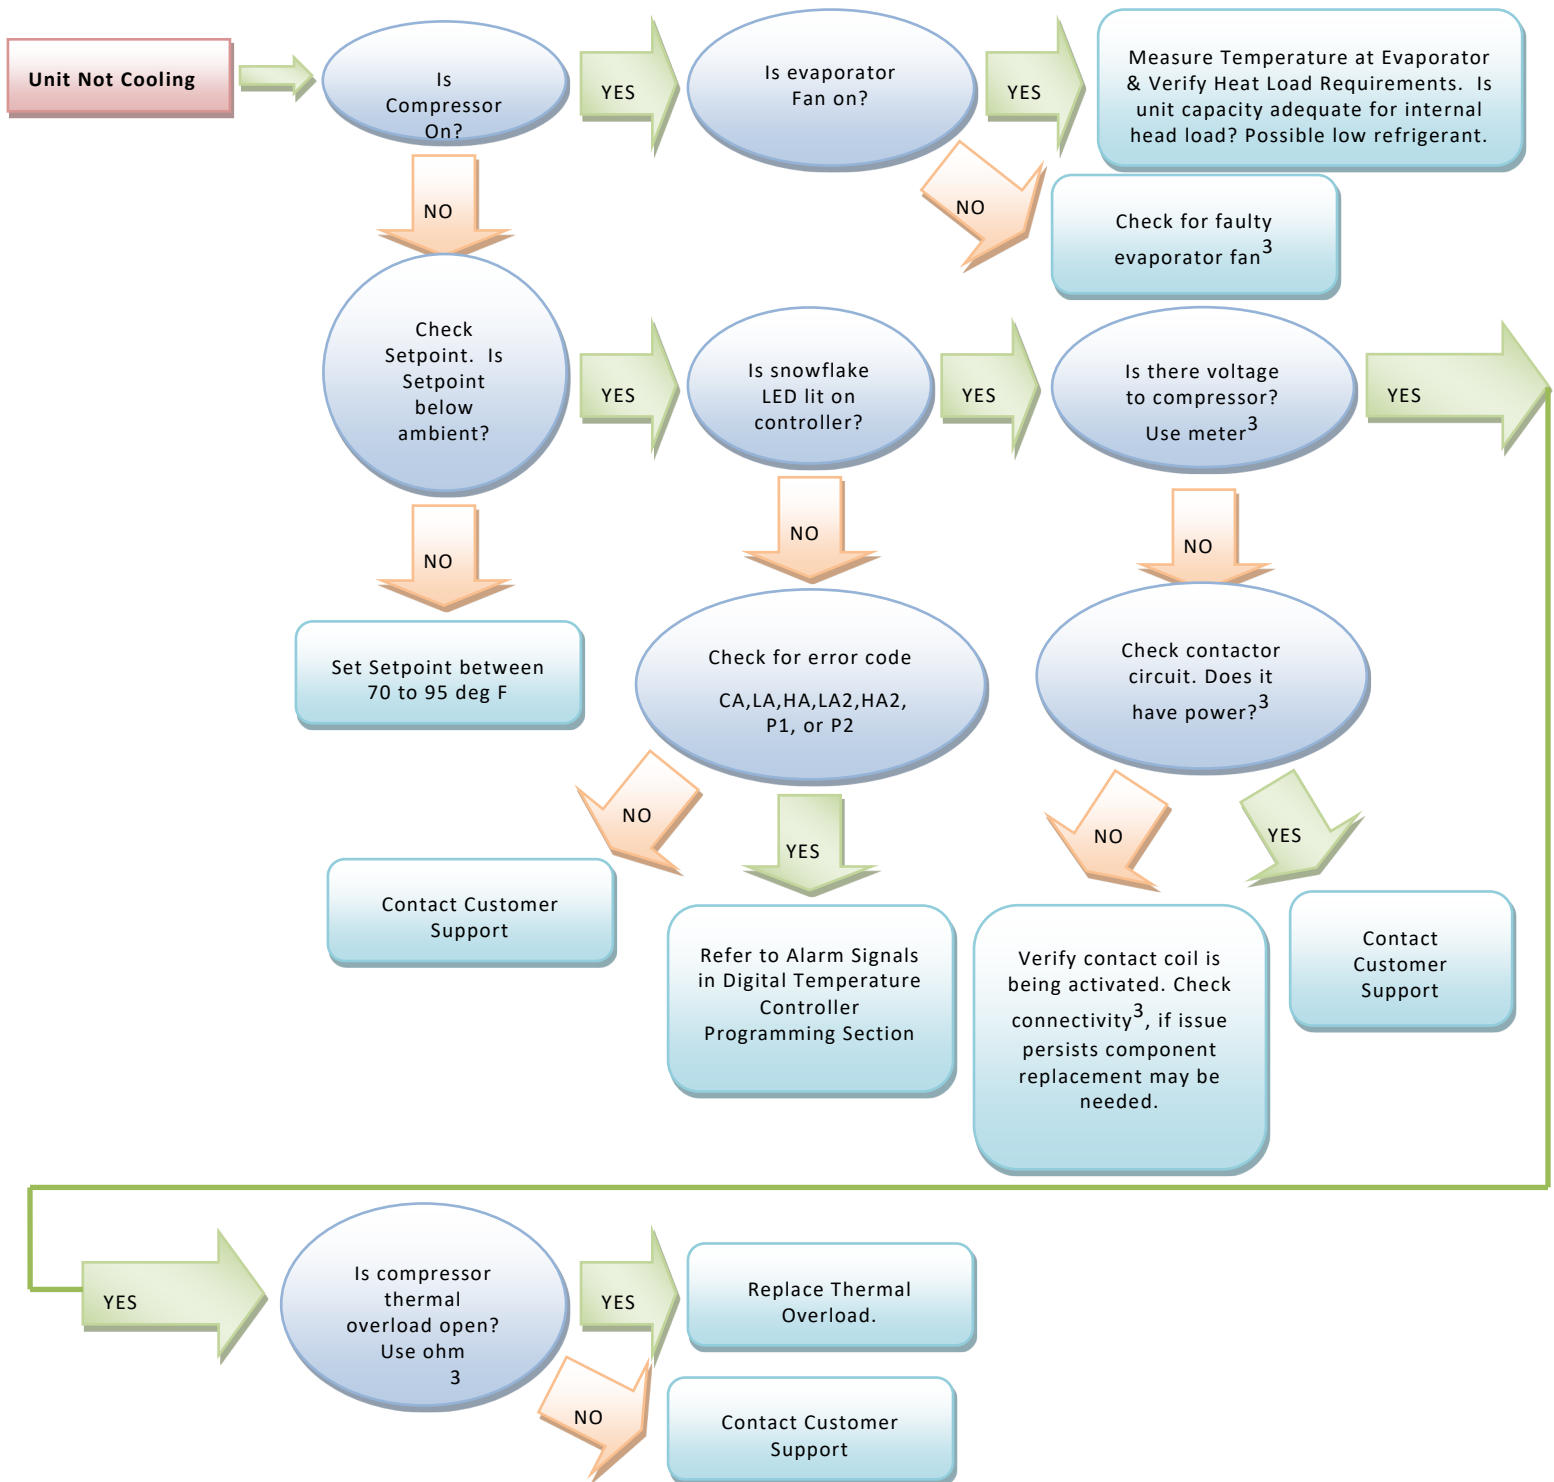 Unit Not Cooling
Is
Compressor
On?
YES
Is evaporator
Fan on?
YES
Measure Temperature at Evaporator
& Verify Heat Load Requirements. Is
unit capacity adequate for internal
head load? Possible low refrigerant.
NO
NO
Check for faulty
evaporator fan3
Check
Setpoint. Is
Setpoint
below
ambient?
YES
Is snowflake
LED lit on
controller?
YES
Is there voltage
to compressor?
Use meter3
YES
NO
NO
NO
Set Setpoint between
70 to 95 deg F
Check for error code
CA,LA,HA,LA2,HA2,
P1, or P2
Check contactor
circuit. Does it
have power?3
NO
YES
NO
YES
Contact Customer
Support
Refer to Alarm Signals
in Digital Temperature
Controller
Programming Section
Verify contact coil is
being activated. Check
connectivity3, if issue
persists component
replacement may be
needed.
Contact
Customer
Support
YES
Is compressor
thermal
overload open?
Use ohm
3
YES
Replace Thermal
Overload.
NO
Contact Customer
Support